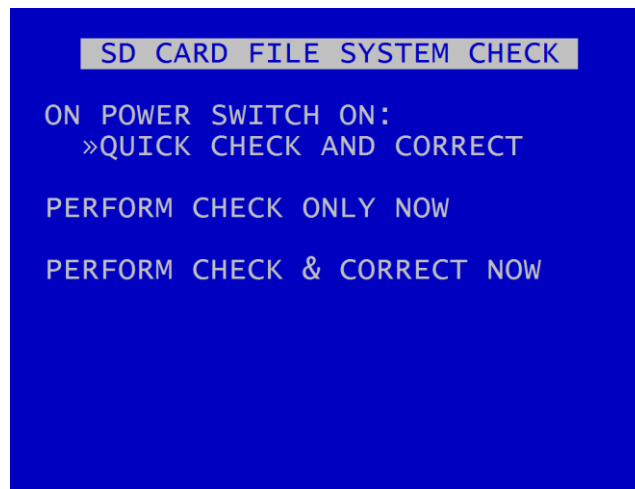 SD CARD FILE SYSTEM CHECK
ON POWER SWITCH ON:
»QUICK CHECK AND CORRECT
PERFORM CHECK ONLY NOW
PERFORM CHECK & CORRECT NOW